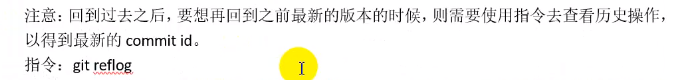 注意：回到过去之后，要想再回到之前最新的版本的时候，则需要使用指令去查看历史操作，
以得到最新的 commit id。
指令：git reflog